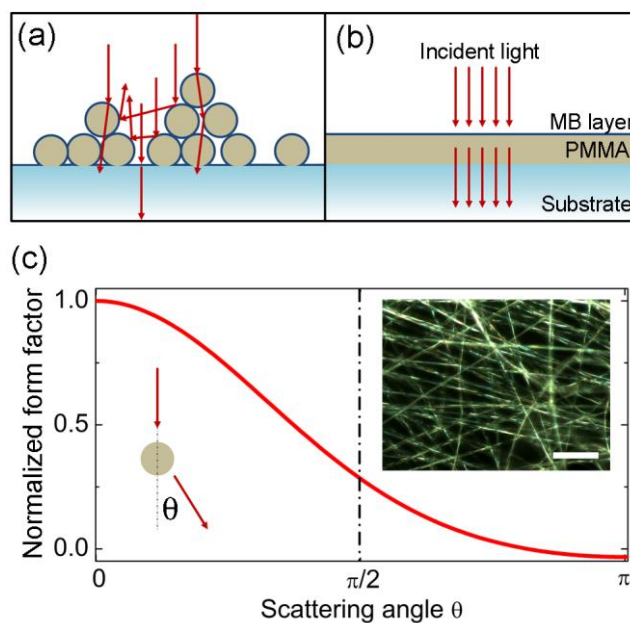 (a)
(b)
Incident light
MB layer
PMMA
Substrate
(c)
Normalized form factor
1.0
0.5
0.0
θ
0
π/2
π
Scattering angle θ